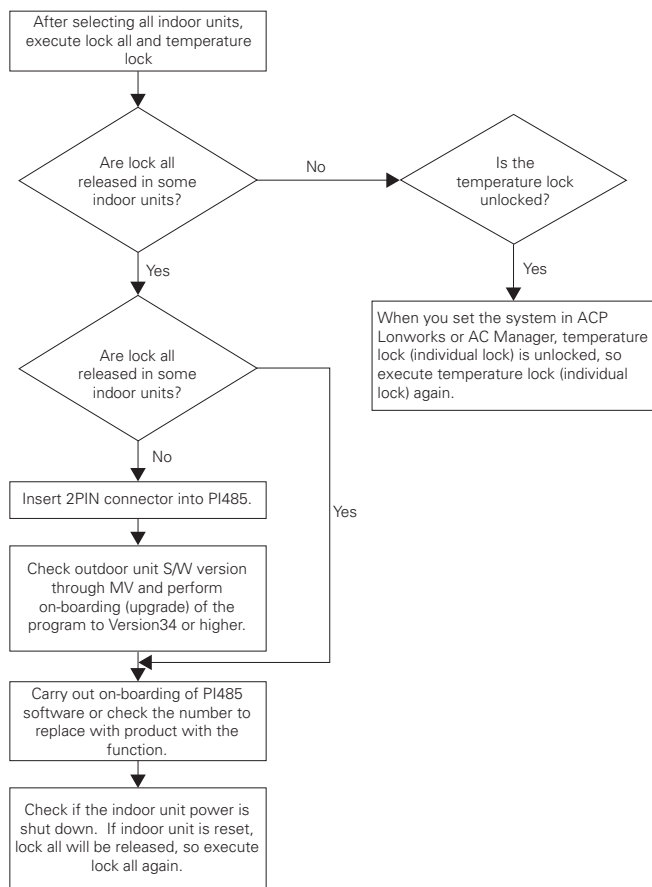 After selecting all indoor units,
execute lock all and temperature
lock
Are lock all
released in some
indoor units?
No
Is the
temperature lock
unlocked?
Yes
Yes
When you set the system in ACP
Lonworks or AC Manager, temperature
lock (individual lock) is unlocked, so
execute temperature lock (individual
lock) again.
Are lock all
released in some
indoor units?
No
Yes
Insert 2PIN connector into PI485.
Check outdoor unit S/W version
through MV and perform
on-boarding (upgrade) of the
program to Version34 or higher.
Carry out on-boarding of PI485
software or check the number to
replace with product with the
function.
Check if the indoor unit power is
shut down. If indoor unit is reset,
lock all will be released, so execute
lock all again.